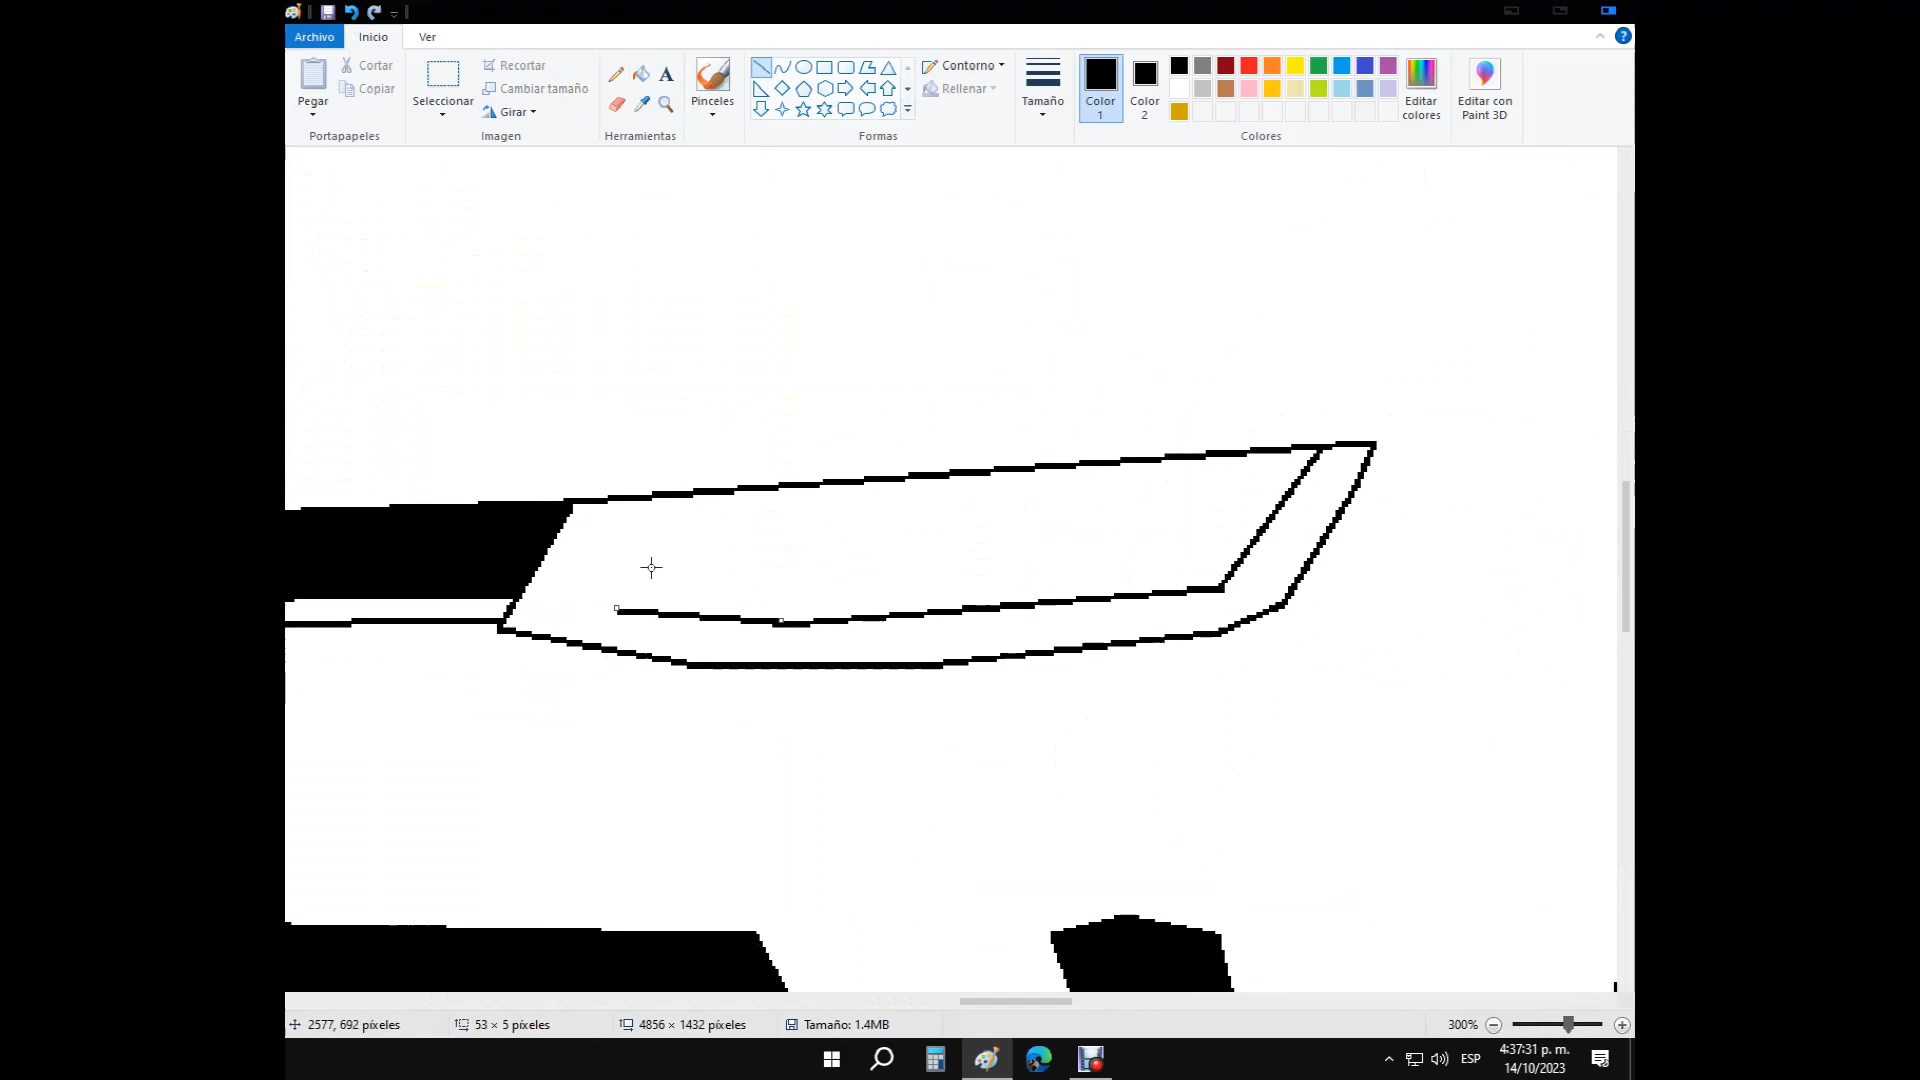 Archivo Inicio Ver
Pegar
Cortar
Copiar
Portapapeles
Seleccionar
Recortar
Cambiar tamaño
Girar
Imagen
A
Herramientas
Pinceles
Formas
Contorno
Rellenar
Tamaño
Color
1
Color
2
Colores
Editar
colores
Editar con
Paint 3D
?
2577, 692 píxeles
53 × 5 píxeles
4856 × 1432 píxeles
Tamaño: 1.4MB
300%
ESP
4:37:31 p. m.
14/10/2023